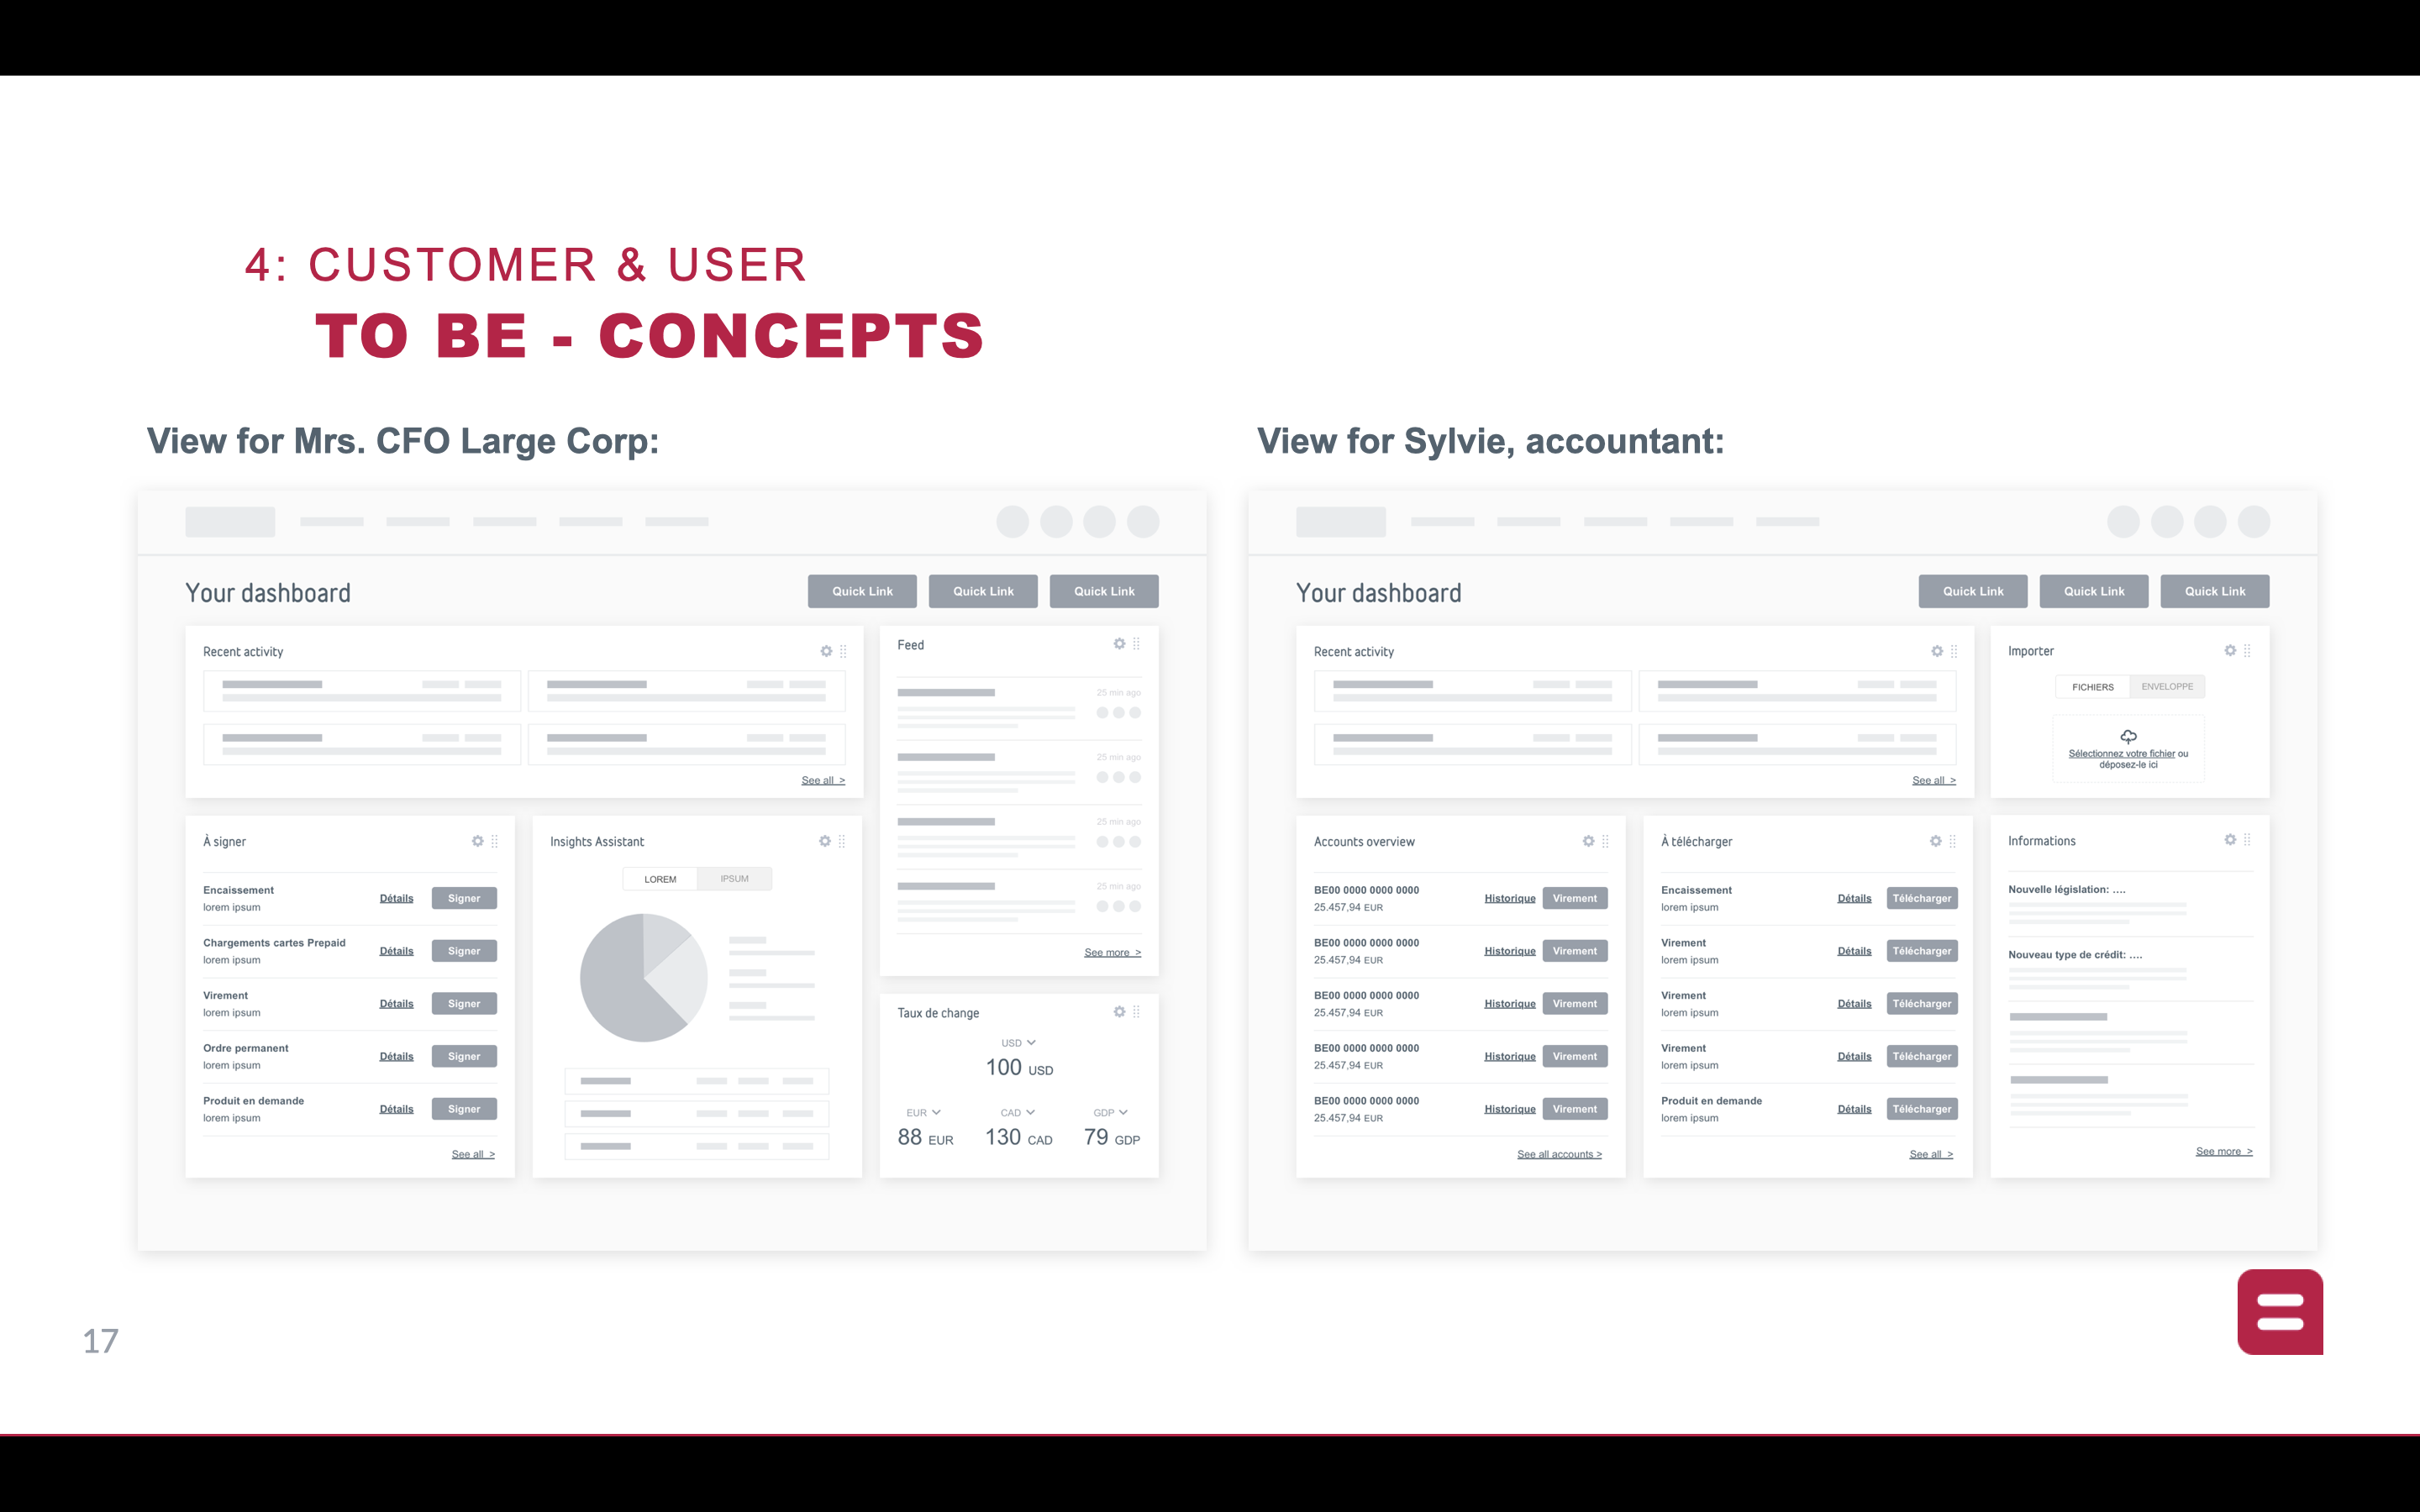 4: CUSTOMER & USER
TO BE - CONCEPTS
View for Mrs. CFO Large Corp:
Your dashboard
Quick Link
Quick Link
Quick Link
Recent activity
See all >
Feed
25 min ago
25 min ago
25 min ago
25 min ago
See more >
À signer
Encaissement
lorem ipsum
Détails
Signer
Chargements cartes Prepaid
lorem ipsum
Détails
Signer
Virement
lorem ipsum
Détails
Signer
Ordre permanent
lorem ipsum
Détails
Signer
Produit en demande
lorem ipsum
Détails
Signer
See all >
Insights Assistant
LOREM
IPSUM
Taux de change
USD
100 USD
EUR
CAD
GDP
88 EUR
130 CAD
79 GDP
View for Sylvie, accountant:
Your dashboard
Quick Link
Quick Link
Quick Link
Recent activity
See all >
Importer
FICHIERS
ENVELOPPE
Sélectionnez votre fichier ou
déposez-le ici
Accounts overview
BE00 0000 0000 0000
25.457,94 EUR
Historique
Virement
BE00 0000 0000 0000
25.457,94 EUR
Historique
Virement
BE00 0000 0000 0000
25.457,94 EUR
Historique
Virement
BE00 0000 0000 0000
25.457,94 EUR
Historique
Virement
BE00 0000 0000 0000
25.457,94 EUR
Historique
Virement
See all accounts >
À télécharger
Encaissement
lorem ipsum
Détails
Télécharger
Virement
lorem ipsum
Détails
Télécharger
Virement
lorem ipsum
Détails
Télécharger
Virement
lorem ipsum
Détails
Télécharger
Produit en demande
lorem ipsum
Détails
Télécharger
See all >
Informations
Nouvelle législation: ....
Nouveau type de crédit: ....
See more >
17